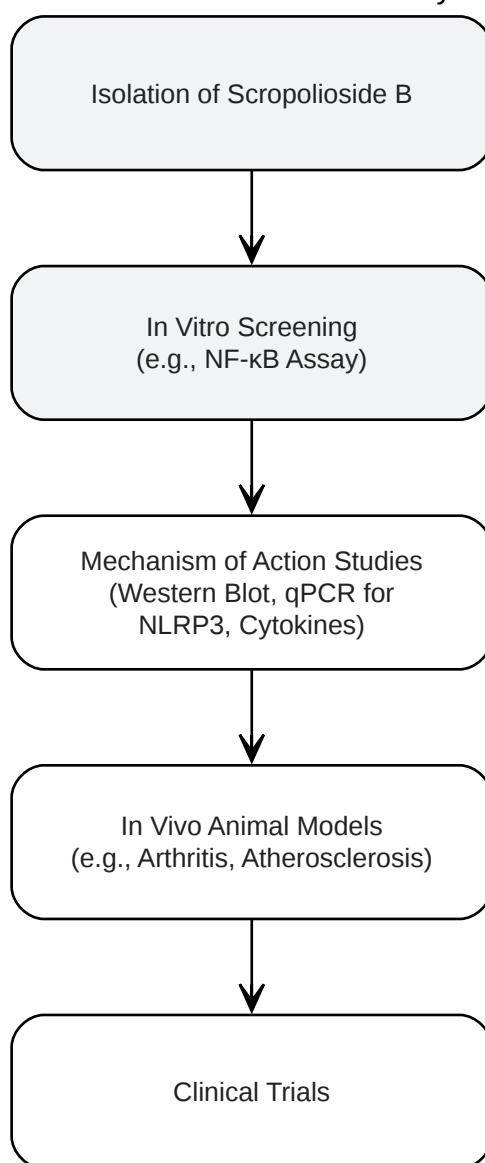 Isolation of Scropolioside B
In Vitro Screening
(e.g., NF-κB Assay)
Mechanism of Action Studies
(Western Blot, qPCR for
NLRP3, Cytokines)
In Vivo Animal Models
(e.g., Arthritis, Atherosclerosis)
Clinical Trials